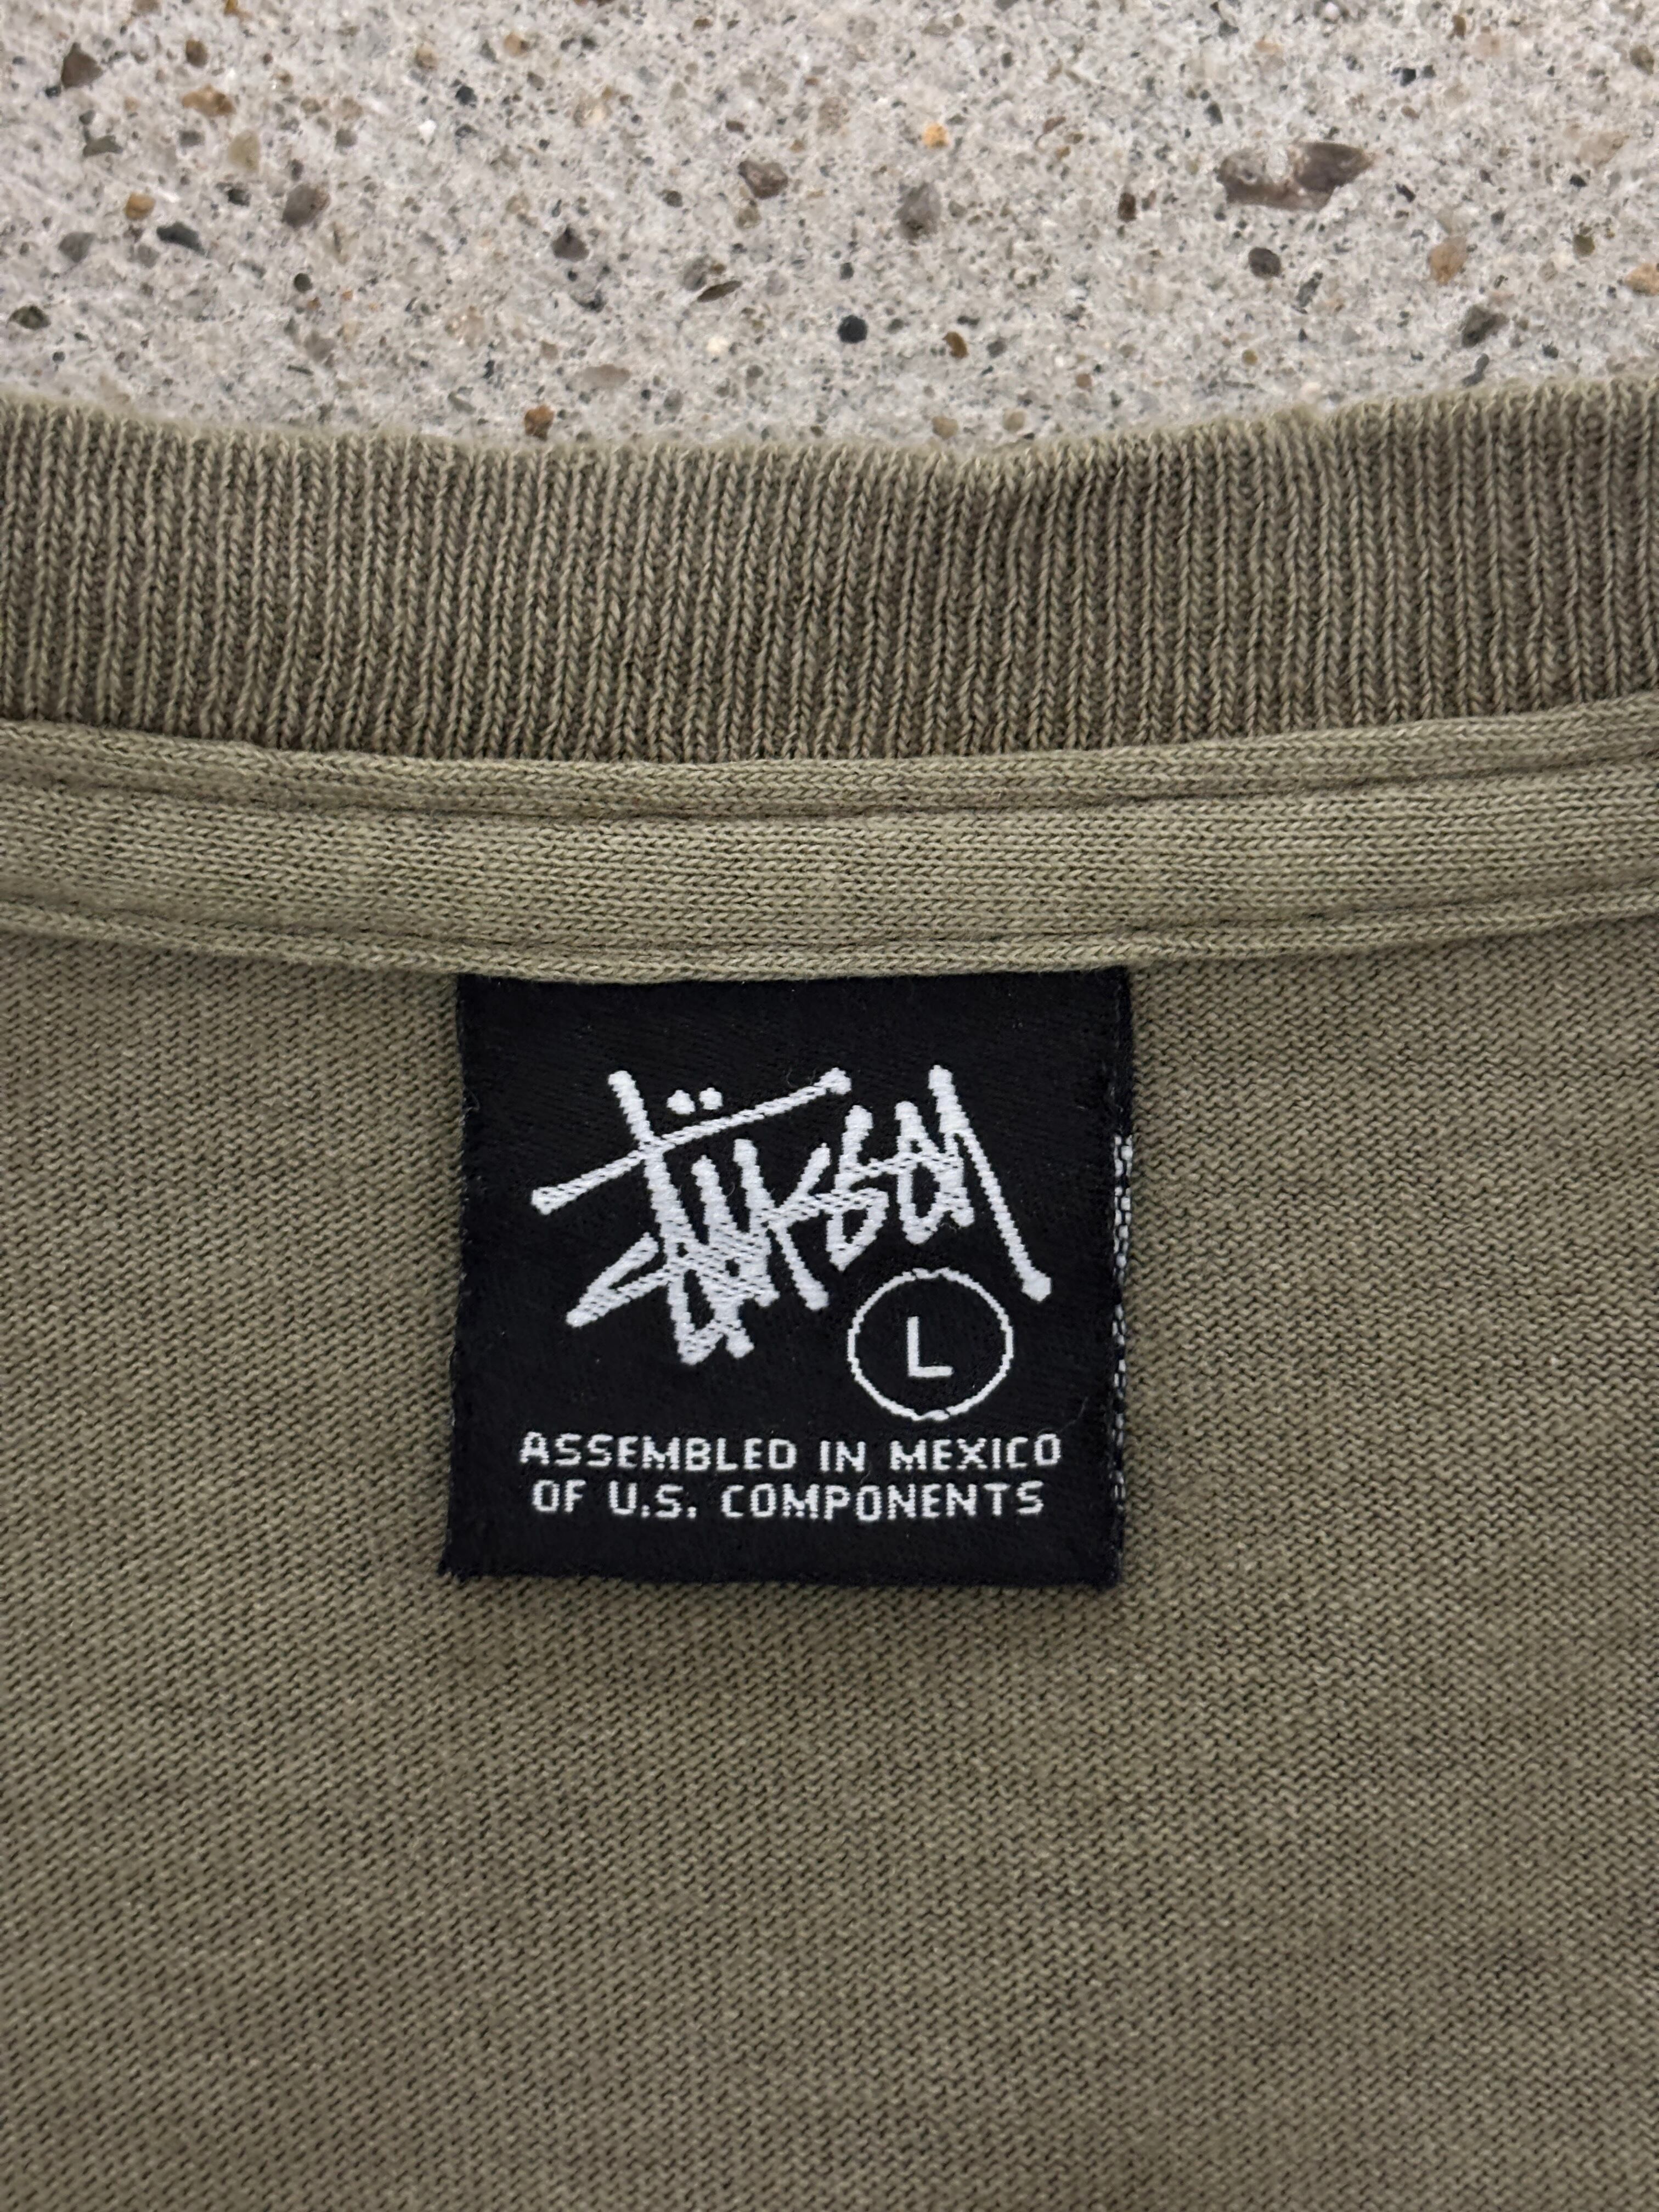 Stüssy
L
ASSEMBLED IN MEXICO
OF U.S. COMPONENTS